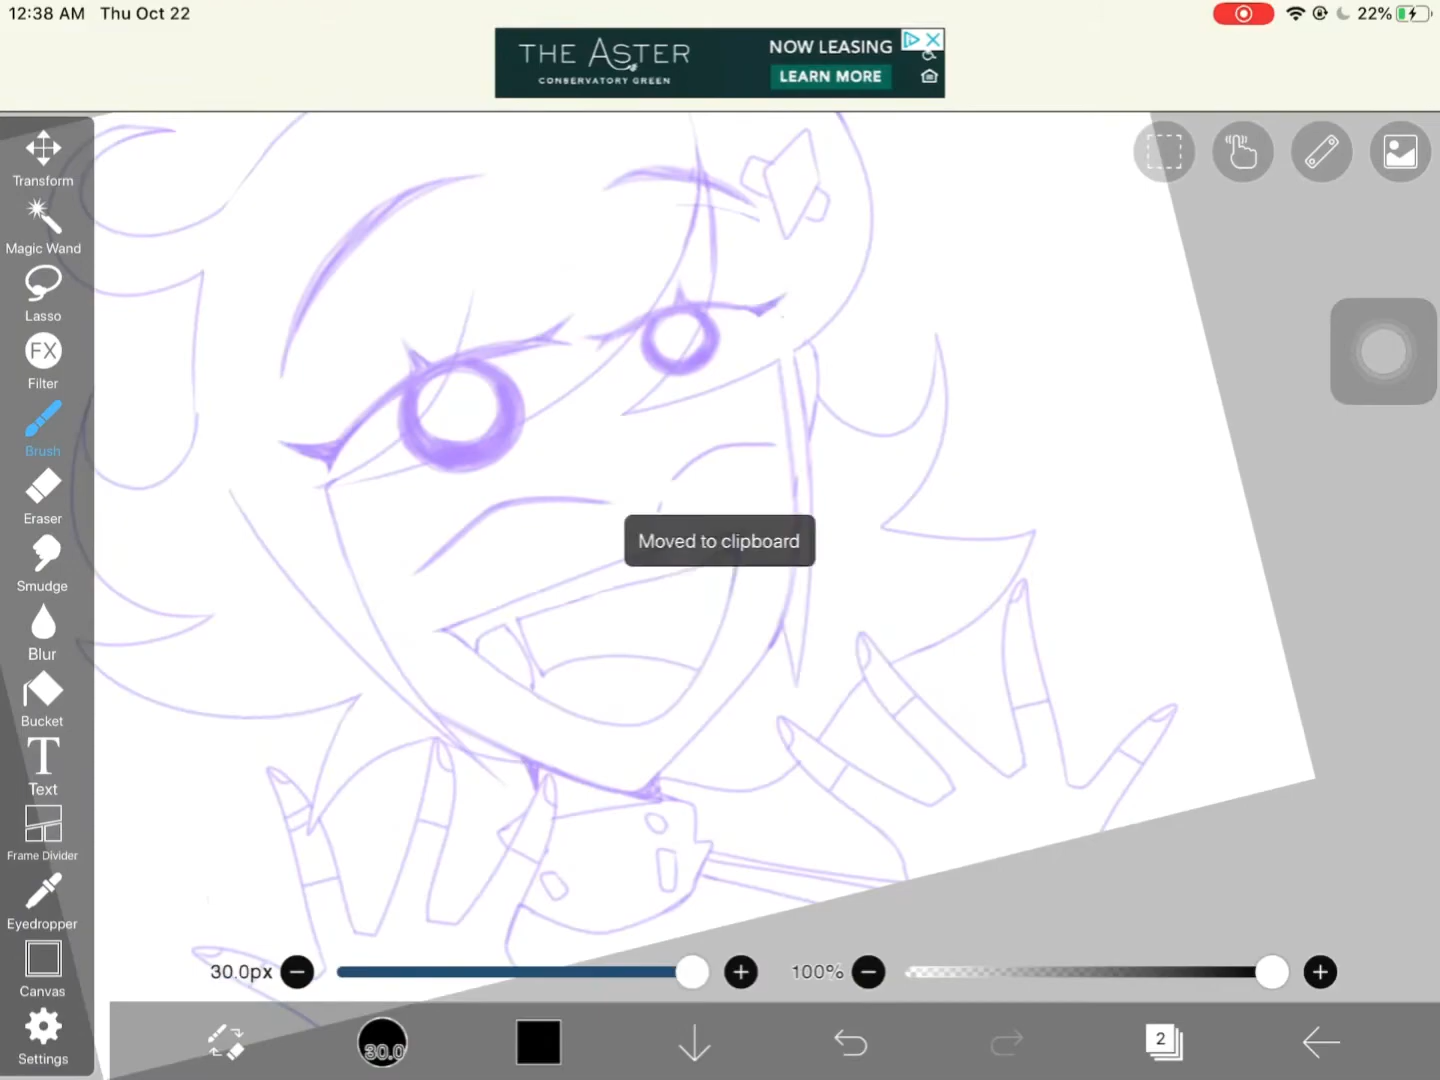 12:38 AM Thu Oct 22
22%
THE ASTER
CONSERVATORY GREEN
NOW LEASING
LEARN MORE
Transform
Magic Wand
Lasso
FX
Filter
Brush
Eraser
Smudge
Blur
Bucket
T
Text
Frame Divider
Eyedropper
Canvas
Settings
Moved to clipboard
30.0px
100%
30.0
2